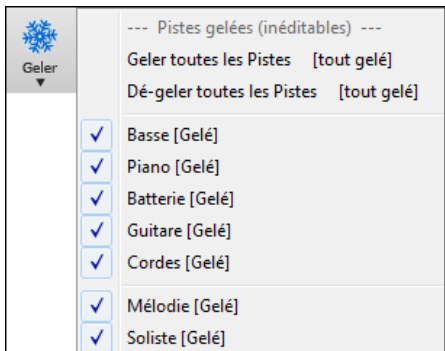 --- Pistes gelées (inéditables) ---
Geler
Geler toutes les Pistes [tout gelé]
Dé-geler toutes les Pistes [tout gelé]
Basse [Gelé]
Piano [Gelé]
Batterie [Gelé]
Guitare [Gelé]
Cordes [Gelé]
Mélodie [Gelé]
Soliste [Gelé]